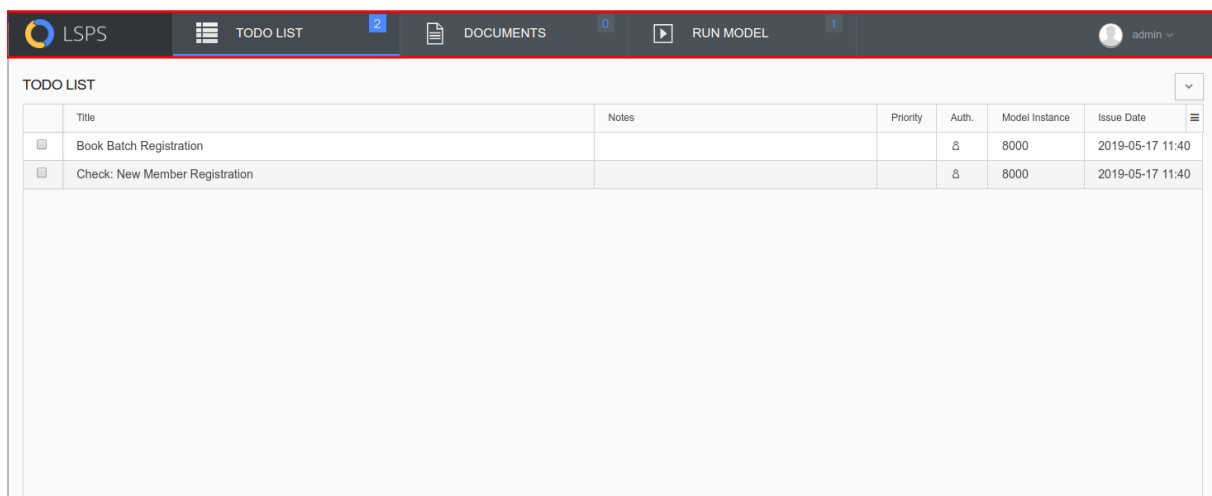 LSPS TODO LIST 2 DOCUMENTS 0 RUN MODEL 1 admin
TODO LIST
Title Notes Priority Auth. Model Instance Issue Date
Book Batch Registration 8000 2019-05-17 11:40
Check: New Member Registration 8000 2019-05-17 11:40